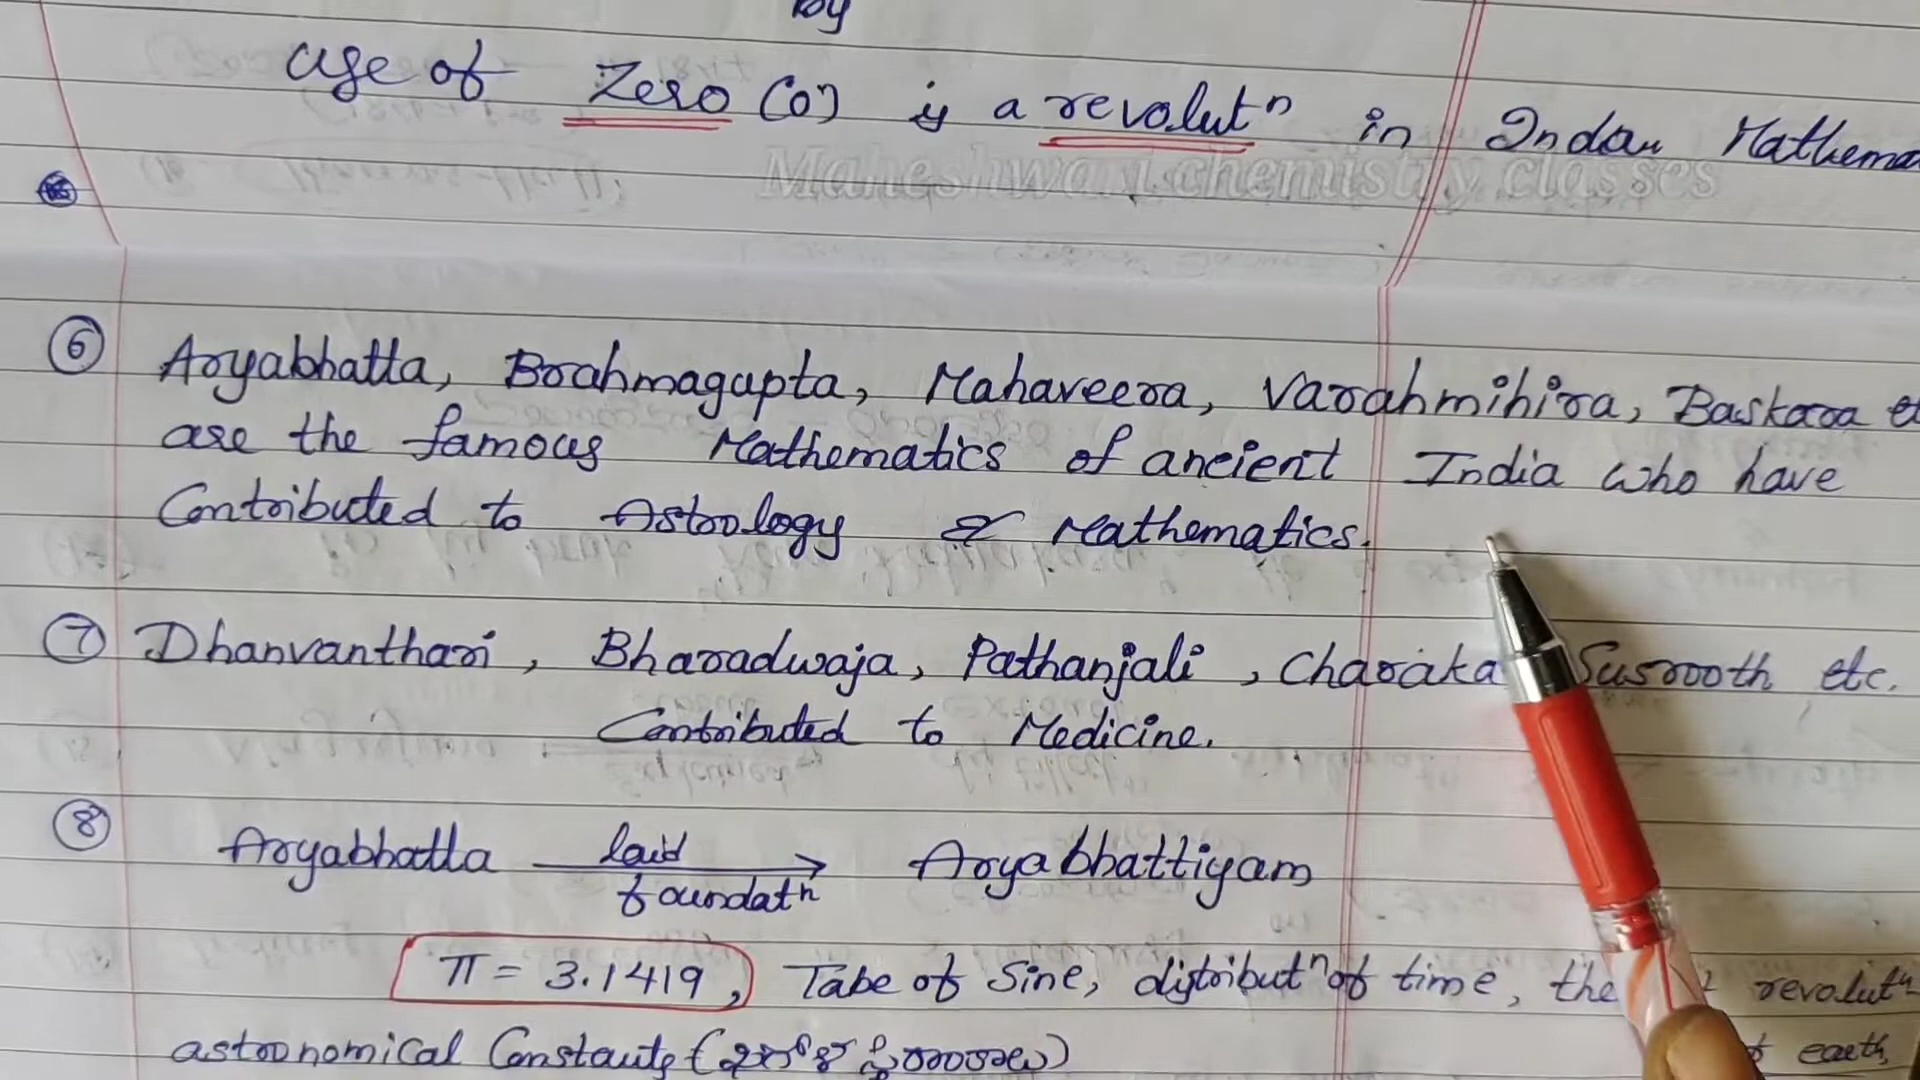 by
use of Zero (0) is a revolutⁿ in Indan Mathema
Maheshwari chemistry classes
6 Aryabhatta, Brahmagupta, Mahaveera, Varahmihira, Baskara et
are the famous Mathematics of ancient India who have
Contributed to Astrology & Mathematics.
7 Dhanvanthari, Bharadwaja, Pathanjali, Charaka Susrooth etc.
Contributed to Medicine.
8 Aryabhatta laid foundatⁿ Aryabhattiyam
π = 3.1419, Tabe of Sine, distributⁿ of time, the revolutⁿ
astronomical Constants ( earth,